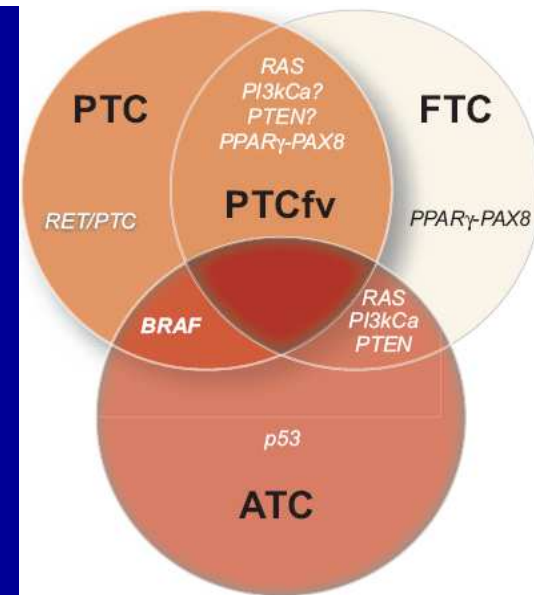 RAS
PI3kCa?
PTEN?
PPARγ-PAX8
PTC
FTC
PTCfv
RET/PTC
PPARγ-PAX8
BRAF
RAS
PI3kCa
PTEN
p53
ATC